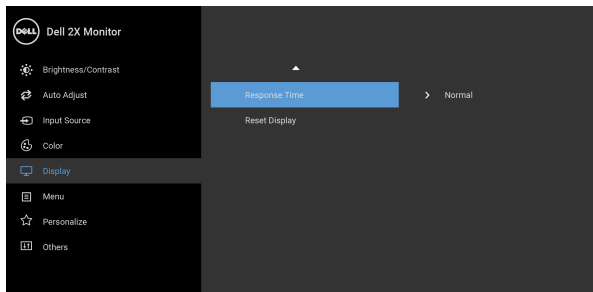 DELL
Dell 2X Monitor
Brightness/Contrast
Auto Adjust
Input Source
Color
Display
Menu
Personalize
Others
Response Time
Normal
Reset Display